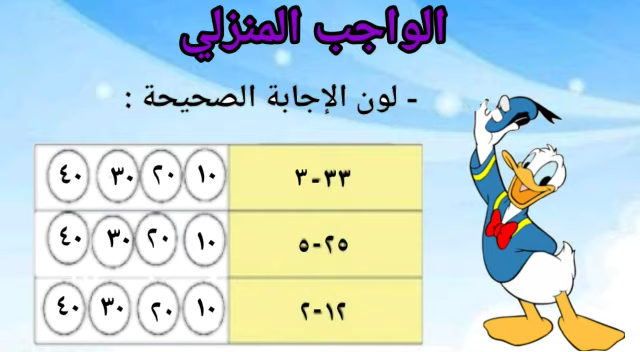 الواجب المنزلي
- لون الإجابة الصحيحة :
٣٣-٣ ١٠ ٢٠ ٣٠ ٤٠
٢٥-٥ ١٠ ٢٠ ٣٠ ٤٠
١٢-٢ ١٠ ٢٠ ٣٠ ٤٠